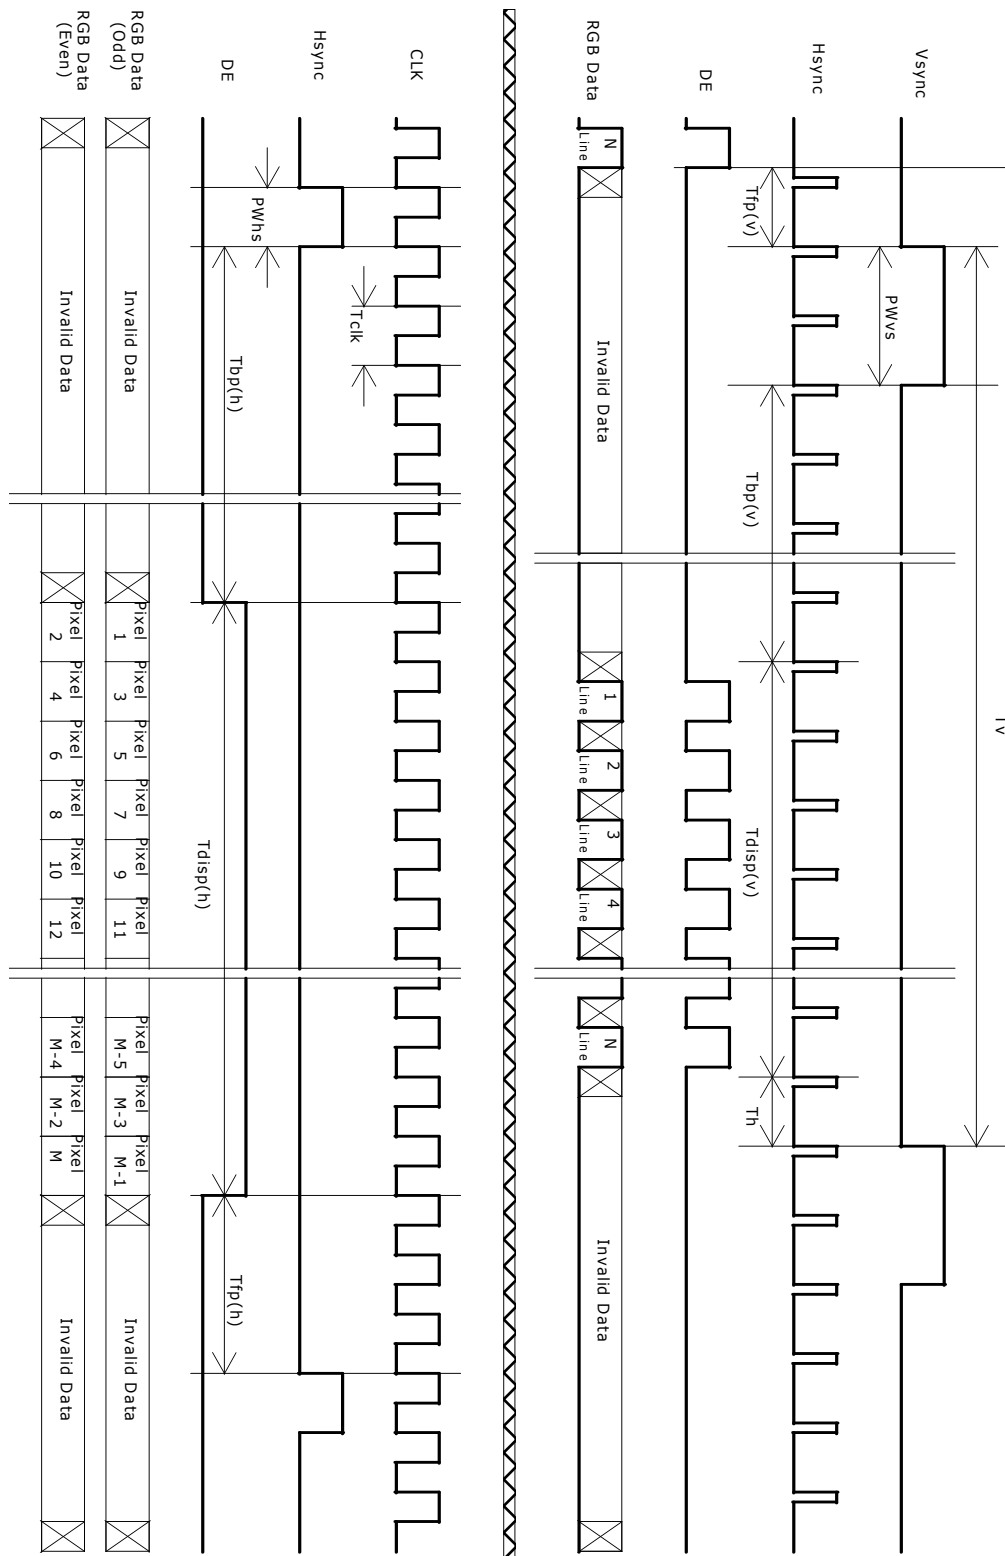 Vsync
Tv
PWvs
Hsync
Tfp(v)
Tbp(v)
Tdisp(v)
Th
DE
RGB Data
Line N
Invalid Data
Line 1
Line 2
Line 3
Line 4
Line N
Invalid Data
CLK
Tclk
Hsync
PWhs
DE
Tbp(h)
Tdisp(h)
Tfp(h)
RGB Data
(Odd)
Invalid Data
Pixel Pixel Pixel Pixel Pixel Pixel Pixel Pixel Pixel
1 3 5 7 9 11 M-5 M-3 M-1
Invalid Data
RGB Data
(Even)
Invalid Data
Pixel Pixel Pixel Pixel Pixel Pixel Pixel Pixel Pixel
2 4 6 8 10 12 M-4 M-2 M
Invalid Data